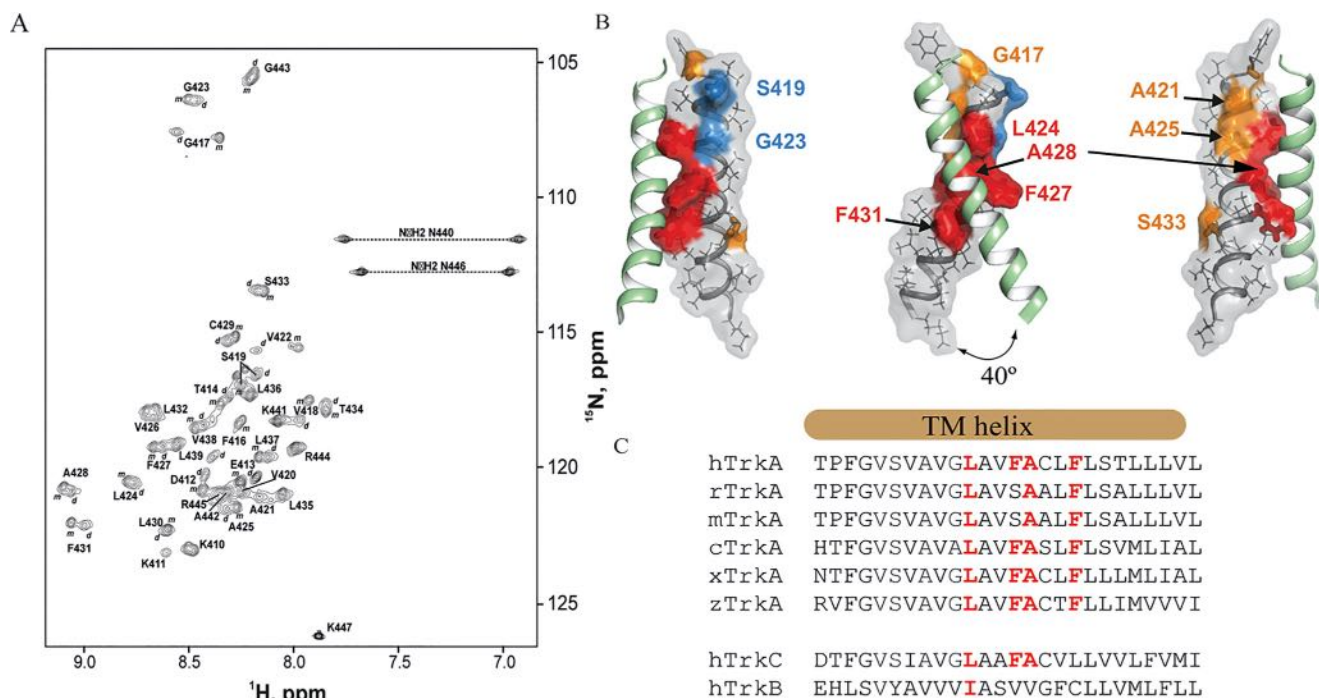 A
B
105
110
115
120
125
¹⁵N, ppm
9.0
8.5
8.0
7.5
7.0
¹H, ppm
G443
m
d
G423
m
d
d
G417
m
N▯H2 N440
N▯H2 N446
d
S433
m
C429
m
d
V422
m
d
S419
d
m
T414
d
m
L436
d
L432
V426
K441
m
V418
d
T434
d
m
V438
m
d
F416
m
L437
m
d
L439
R444
F427
m
d
E413
m
d
V420
D412
d
m
A428
m
d
L424
m
d
R445
A442
d
A421
L435
m
A425
m
L430
m
d
F431
m
d
K411
K410
K447
S419
G423
G417
L424
A428
F427
F431
A421
A425
S433
40º
TM helix
C
hTrkA TPFGVSVAVGLAVFACLFLSTLLLVL
rTrkA TPFGVSVAVGLAVSAALFLSALLLVL
mTrkA TPFGVSVAVGLAVSAALFLSALLLVL
cTrkA HTFGVSVAVALAVFASLFLSVMLIAL
xTrkA NTFGVSVAVGLAVFACLFLLLMLIAL
zTrkA RVFGVSVAVGLAVFACTFLLIMVVVI
hTrkC DTFGVSIAVGLAAFACVLLVVLFVMI
hTrkB EHLSVYAVVVIASVVGFCLLVMLFLL